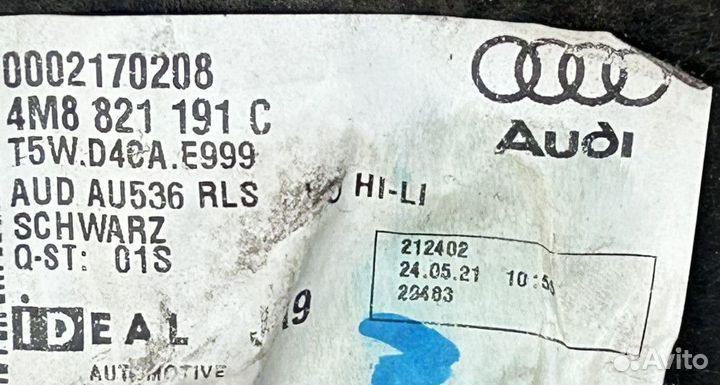 0002170208
4M8 821 191 C
T5W.D4CA.E999
AUD AU536 RLS HI-LI
SCHWARZ
Q-ST: 01S
iDEAL
AUTOMOTIVE
Audi
212402
24.05.21 10:5
20483
Avito